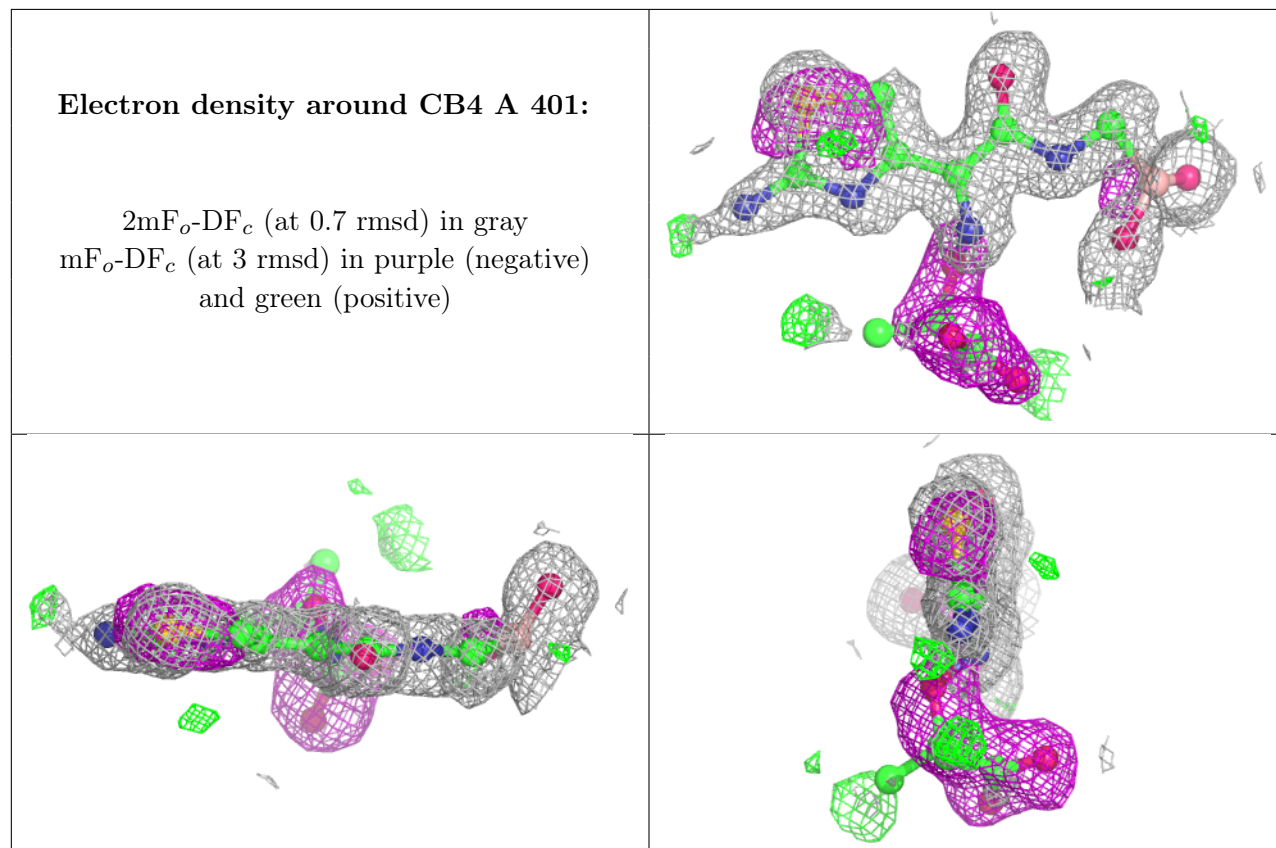 Electron density around CB4 A 401:
2mFo-DFc (at 0.7 rmsd) in gray
mFo-DFc (at 3 rmsd) in purple (negative)
and green (positive)